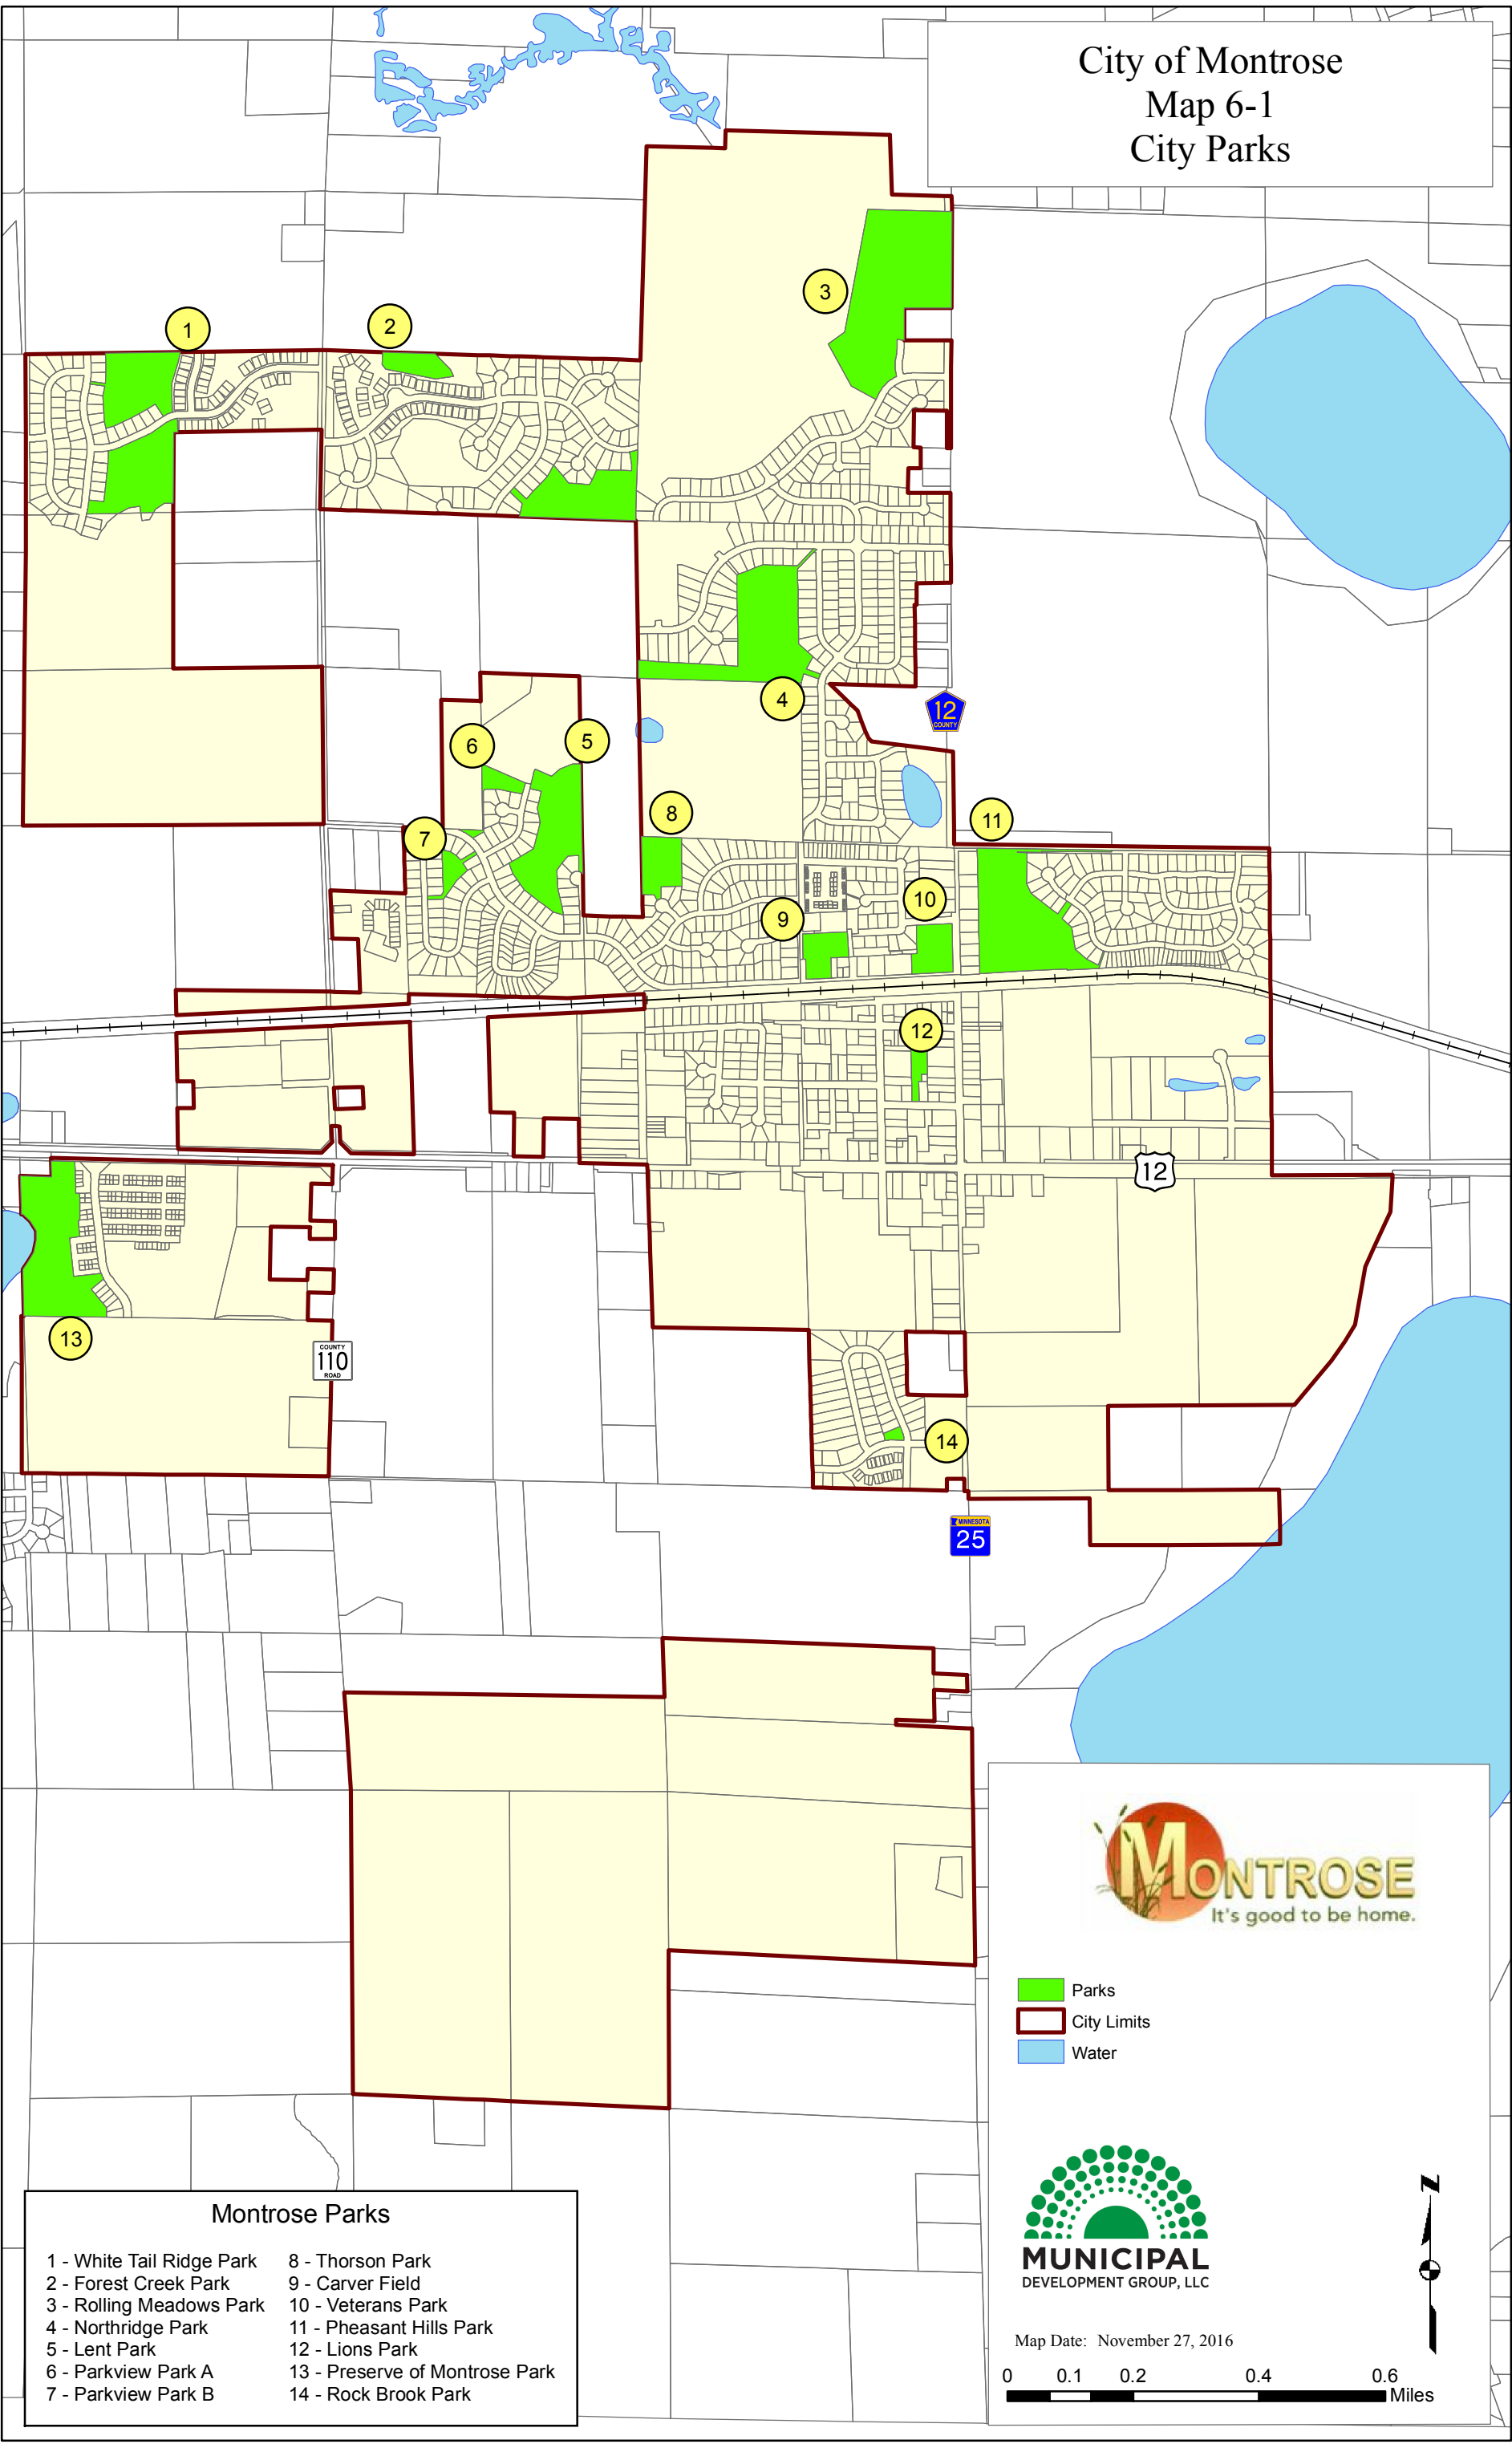 City of Montrose
Map 6-1
City Parks
3
2
1
4
12
COUNTY
5
6
8
11
7
10
9
12
12
13
COUNTY
110
ROAD
14
MINNESOTA
25
MONTROSE
It's good to be home.
Parks
City Limits
Water
MUNICIPAL
DEVELOPMENT GROUP, LLC
N
Map Date: November 27, 2016
0 0.1 0.2 0.4 0.6
Miles
Montrose Parks
1 - White Tail Ridge Park
2 - Forest Creek Park
3 - Rolling Meadows Park
4 - Northridge Park
5 - Lent Park
6 - Parkview Park A
7 - Parkview Park B
8 - Thorson Park
9 - Carver Field
10 - Veterans Park
11 - Pheasant Hills Park
12 - Lions Park
13 - Preserve of Montrose Park
14 - Rock Brook Park